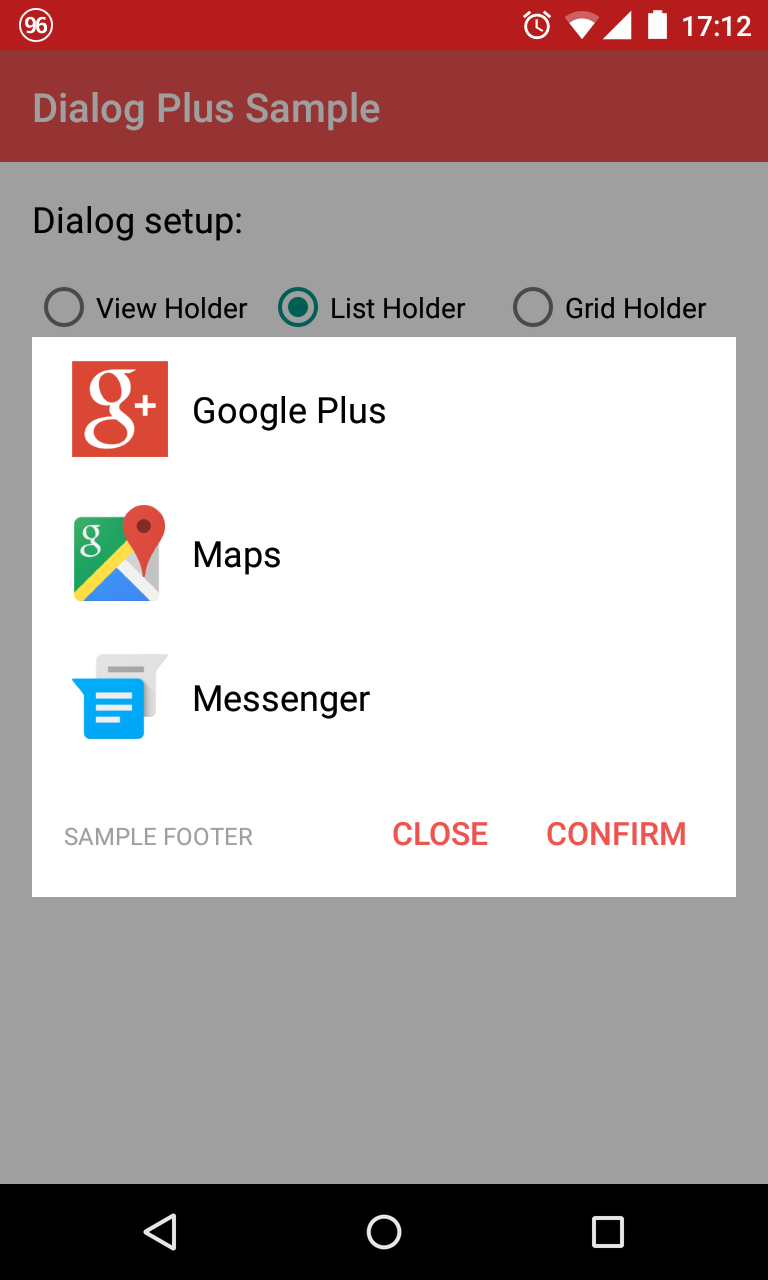 96 17:12
Dialog Plus Sample
Dialog setup:
View Holder List Holder Grid Holder
g+ Google Plus
g Maps
Messenger
SAMPLE FOOTER CLOSE CONFIRM